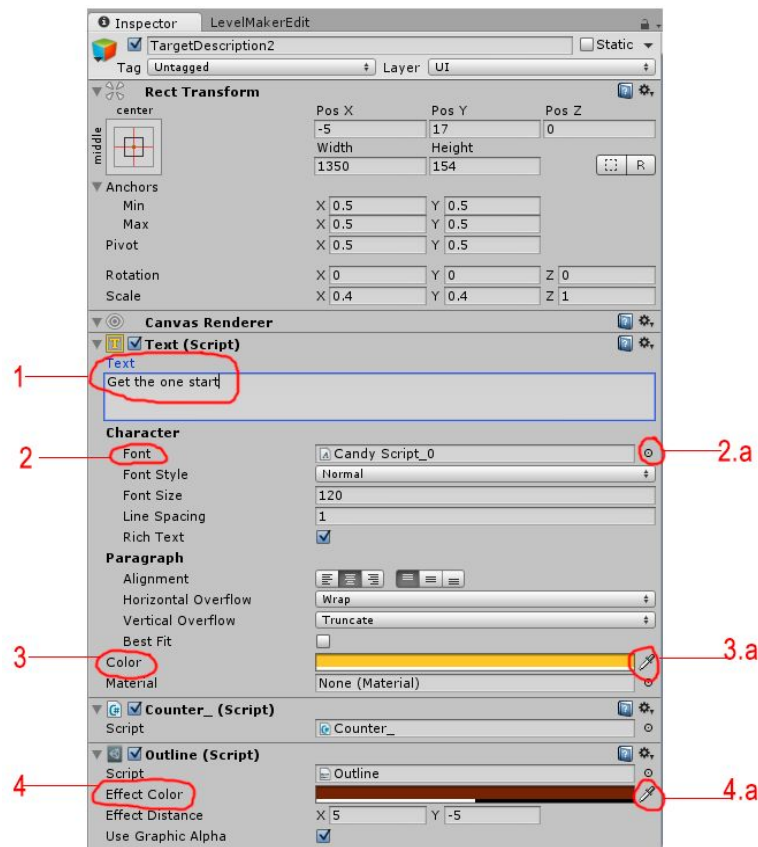 Inspector LevelMakerEdit
TargetDescription2 Static
Tag Untagged Layer UI
Rect Transform
center Pos X Pos Y Pos Z
middle -5 17 0
Width Height
1350 154 R
Anchors
Min X 0.5 Y 0.5
Max X 0.5 Y 0.5
Pivot X 0.5 Y 0.5
Rotation X 0 Y 0 Z 0
Scale X 0.4 Y 0.4 Z 1
Canvas Renderer
T Text (Script)
Text
1 Get the one start
Character
2 Font Candy Script_0 2.a
Font Style Normal
Font Size 120
Line Spacing 1
Rich Text
Paragraph
Alignment
Horizontal Overflow Wrap
Vertical Overflow Truncate
Best Fit
3 Color 3.a
Material None (Material)
Counter_ (Script)
Script Counter_
Outline (Script)
Script Outline
4 Effect Color 4.a
Effect Distance X 5 Y -5
Use Graphic Alpha